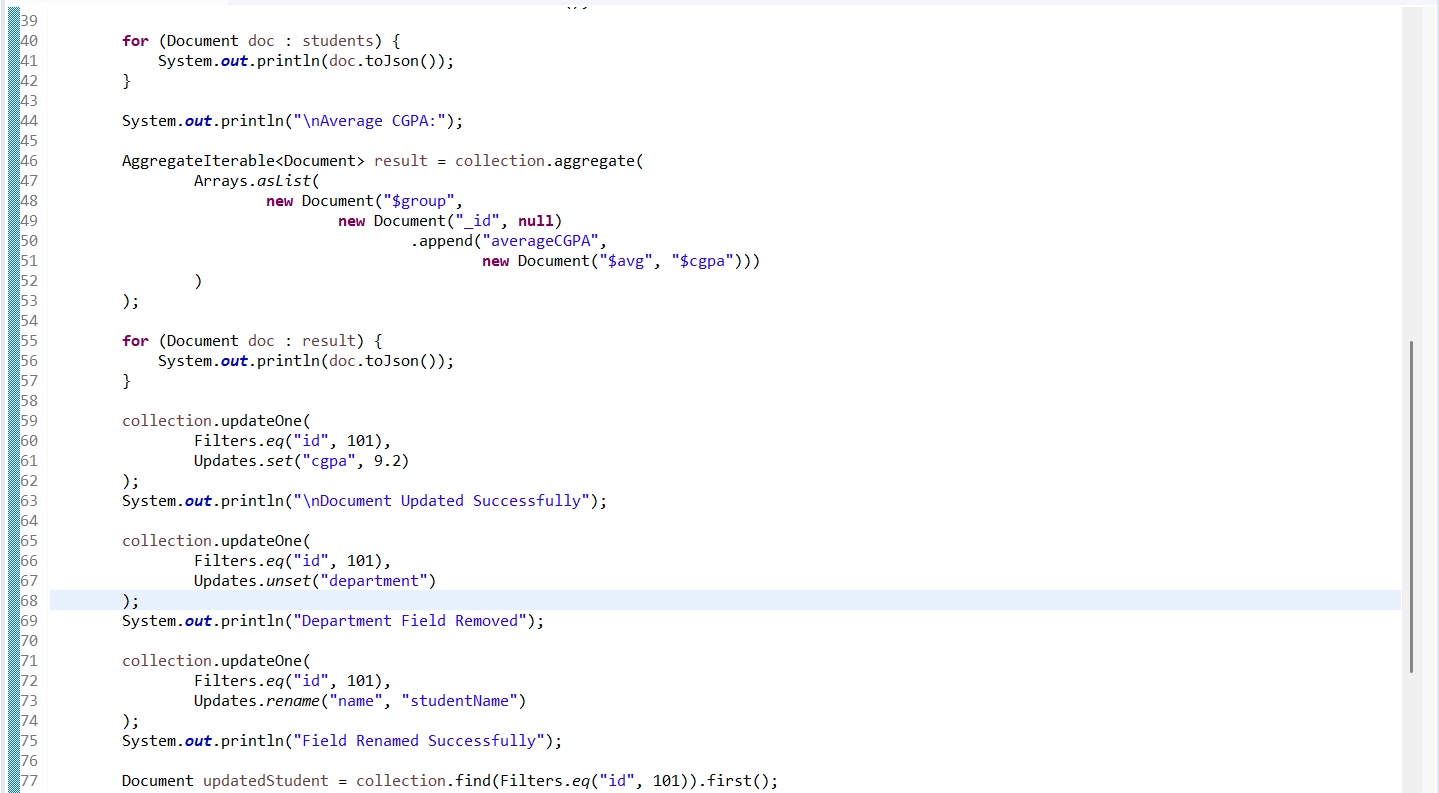 39
40 for (Document doc : students) {
41 System.out.println(doc.toJson());
42 }
43
44 System.out.println("\nAverage CGPA:");
45
46 AggregateIterable<Document> result = collection.aggregate(
47 Arrays.asList(
48 new Document("$group",
49 new Document("_id", null)
50 .append("averageCGPA",
51 new Document("$avg", "$cgpa")))
52 )
53 );
54
55 for (Document doc : result) {
56 System.out.println(doc.toJson());
57 }
58
59 collection.updateOne(
60 Filters.eq("id", 101),
61 Updates.set("cgpa", 9.2)
62 );
63 System.out.println("\nDocument Updated Successfully");
64
65 collection.updateOne(
66 Filters.eq("id", 101),
67 Updates.unset("department")
68 );
69 System.out.println("Department Field Removed");
70
71 collection.updateOne(
72 Filters.eq("id", 101),
73 Updates.rename("name", "studentName")
74 );
75 System.out.println("Field Renamed Successfully");
76
77 Document updatedStudent = collection.find(Filters.eq("id", 101)).first();